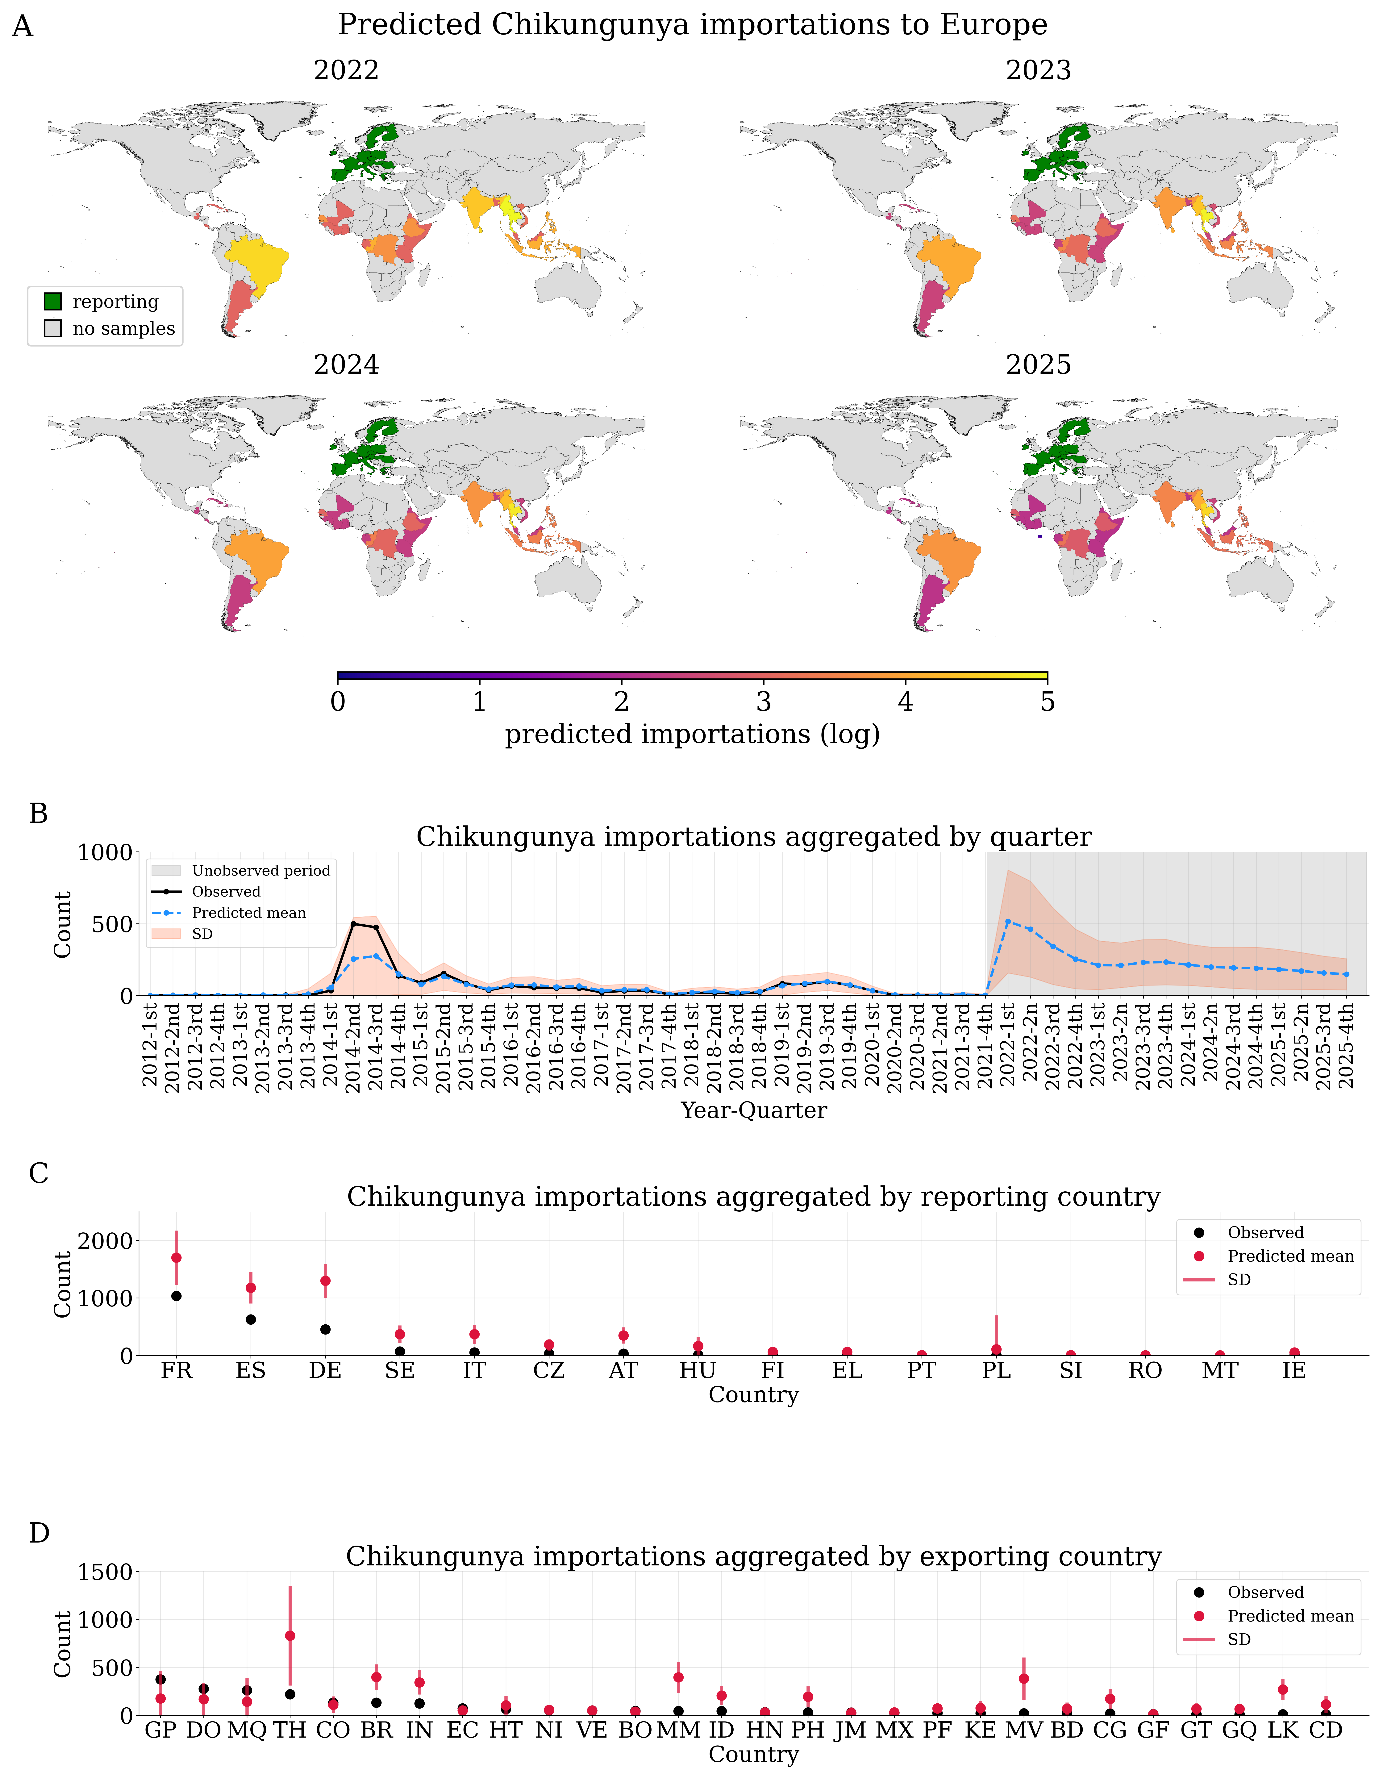 A
Predicted Chikungunya importations to Europe
2022
2023
reporting
no samples
2024
2025
0 1 2 3 4 5
predicted importations (log)
B
Chikungunya importations aggregated by quarter
1000
500
0
Count
Unobserved period
Observed
Predicted mean
SD
2012-1st
2012-2nd
2012-3rd
2012-4th
2013-1st
2013-2nd
2013-3rd
2013-4th
2014-1st
2014-2nd
2014-3rd
2014-4th
2015-1st
2015-2nd
2015-3rd
2015-4th
2016-1st
2016-2nd
2016-3rd
2016-4th
2017-1st
2017-2nd
2017-3rd
2017-4th
2018-1st
2018-2nd
2018-3rd
2018-4th
2019-1st
2019-2nd
2019-3rd
2019-4th
2020-1st
2020-2nd
2020-3rd
2021-2nd
2021-3rd
2021-4th
2022-1st
2022-2n
2022-3rd
2022-4th
2023-1st
2023-2n
2023-3rd
2023-4th
2024-1st
2024-2n
2024-3rd
2024-4th
2025-1st
2025-2n
2025-3rd
2025-4th
Year-Quarter
C
Chikungunya importations aggregated by reporting country
2000
1000
0
Count
Observed
Predicted mean
SD
FR ES DE SE IT CZ AT HU FI EL PT PL SI RO MT IE
Country
D
Chikungunya importations aggregated by exporting country
1500
1000
500
0
Count
Observed
Predicted mean
SD
GP DO MQ TH CO BR IN EC HT NI VE BO MM ID HN PH JM MX PF KE MV BD CG GF GT GQ LK CD
Country